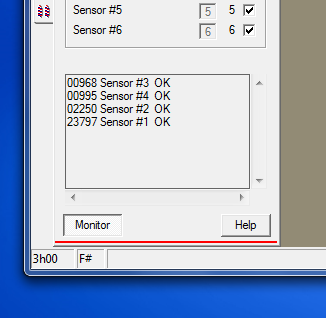 Sensor #5 5 5
Sensor #6 6 6
00968 Sensor #3 OK
00995 Sensor #4 OK
02250 Sensor #2 OK
23797 Sensor #1 OK
Monitor Help
3h00 F#